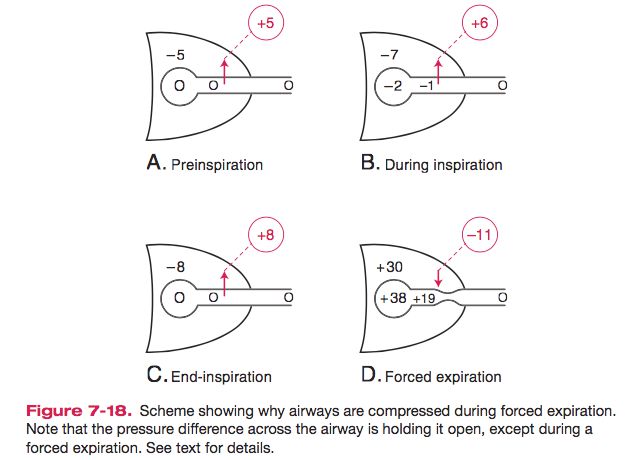 +5
+6
−5
−7
O O O
−2 −1 O
A. Preinspiration
B. During inspiration
+8
−11
−8
+30
O O O
+38 +19 O
C. End-inspiration
D. Forced expiration
Figure 7-18. Scheme showing why airways are compressed during forced expiration.
Note that the pressure difference across the airway is holding it open, except during a
forced expiration. See text for details.